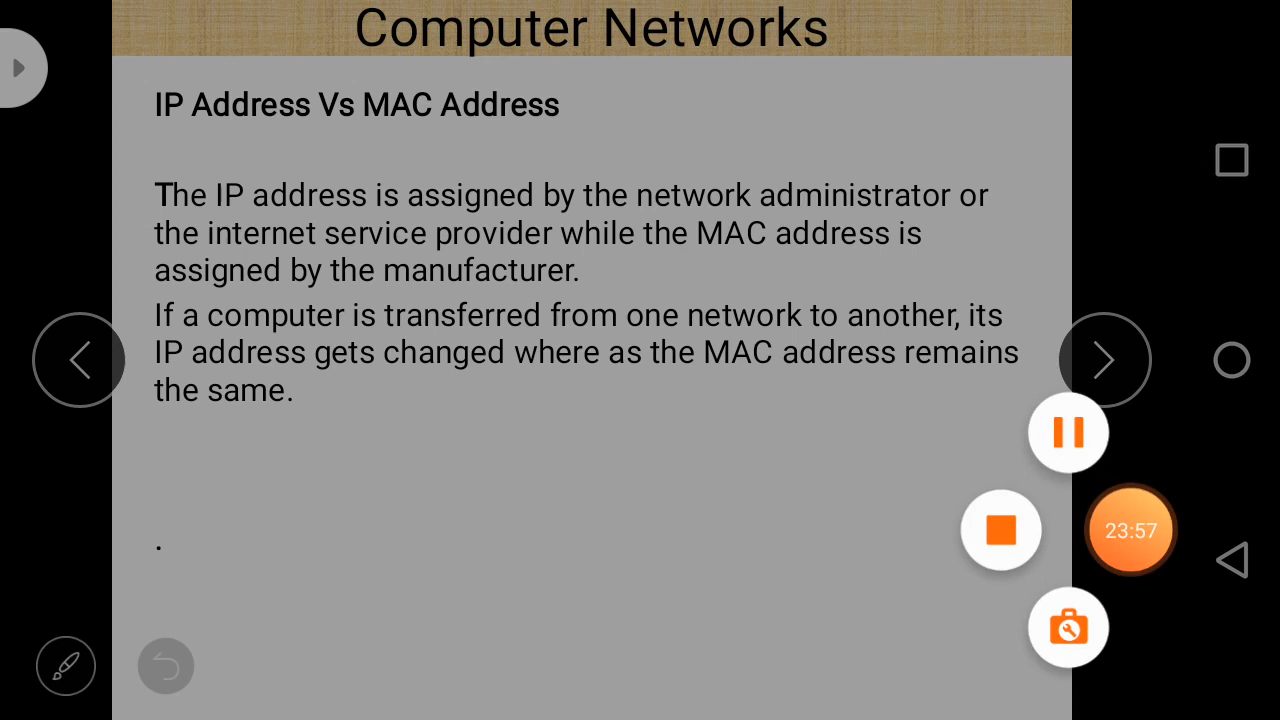 Computer Networks
IP Address Vs MAC Address
The IP address is assigned by the network administrator or
the internet service provider while the MAC address is
assigned by the manufacturer.
If a computer is transferred from one network to another, its
IP address gets changed where as the MAC address remains
the same.
.
23:57